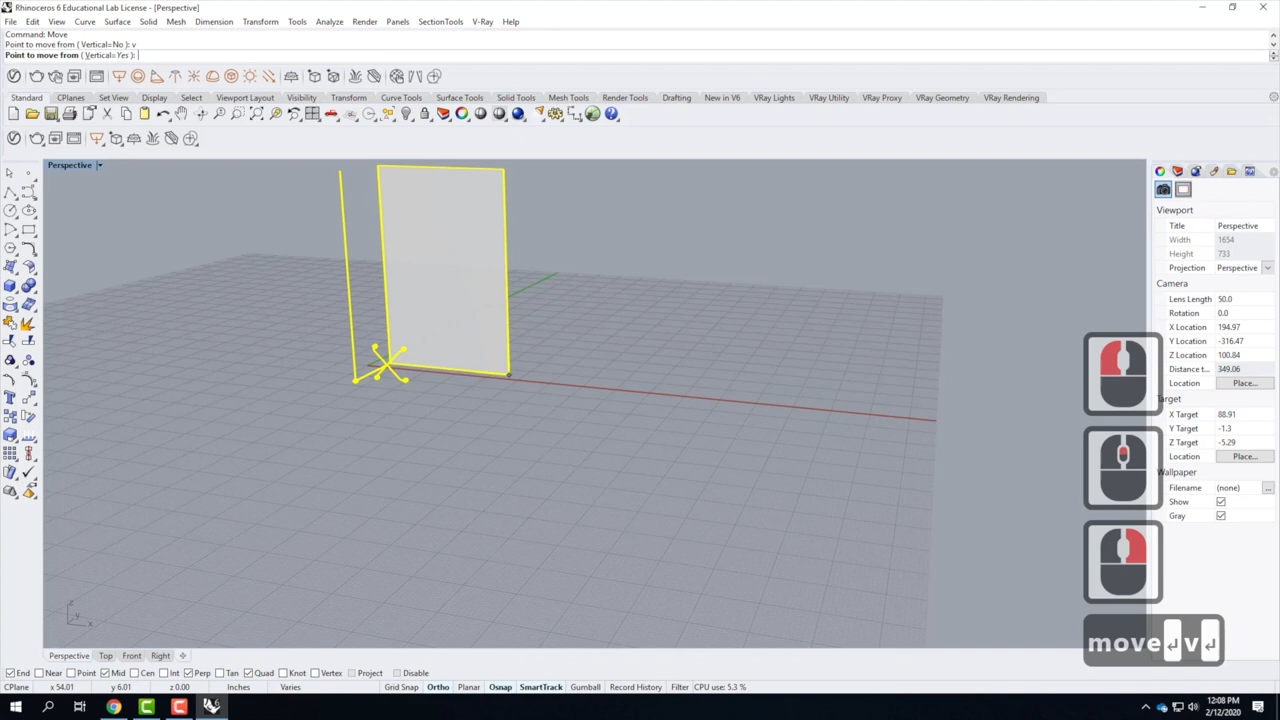 Rhinoceros 6 Educational Lab License - [Perspective]
File Edit View Curve Surface Solid Mesh Dimension Transform Tools Analyze Render Panels SectionTools V-Ray Help
Command: Move
Point to move from ( Vertical=No ): v
Point to move from ( Vertical=Yes ):
Standard CPlanes Set View Display Select Viewport Layout Visibility Transform Curve Tools Surface Tools Solid Tools Mesh Tools Render Tools Drafting New in V6 VRay Lights VRay Utility VRay Proxy VRay Geometry VRay Rendering
Perspective
Viewport
Title Perspective
Width 1654
Height 733
Projection Perspective
Camera
Lens Length 50.0
Rotation 0.0
X Location 194.97
Y Location -316.47
Z Location 100.84
Distance t... 349.06
Location Place...
Target
X Target 88.91
Y Target -1.3
Z Target -5.29
Location Place...
Wallpaper
Filename (none) ...
Show
Gray
z
y
x
move v
Perspective Top Front Right
End Near Point Mid Cen Int Perp Tan Quad Knot Vertex Project Disable
CPlane x 54.01 y 6.01 z 0.00 Inches Varies Grid Snap Ortho Planar Osnap SmartTrack Gumball Record History Filter CPU use: 5.3 %
12:08 PM
2/12/2020